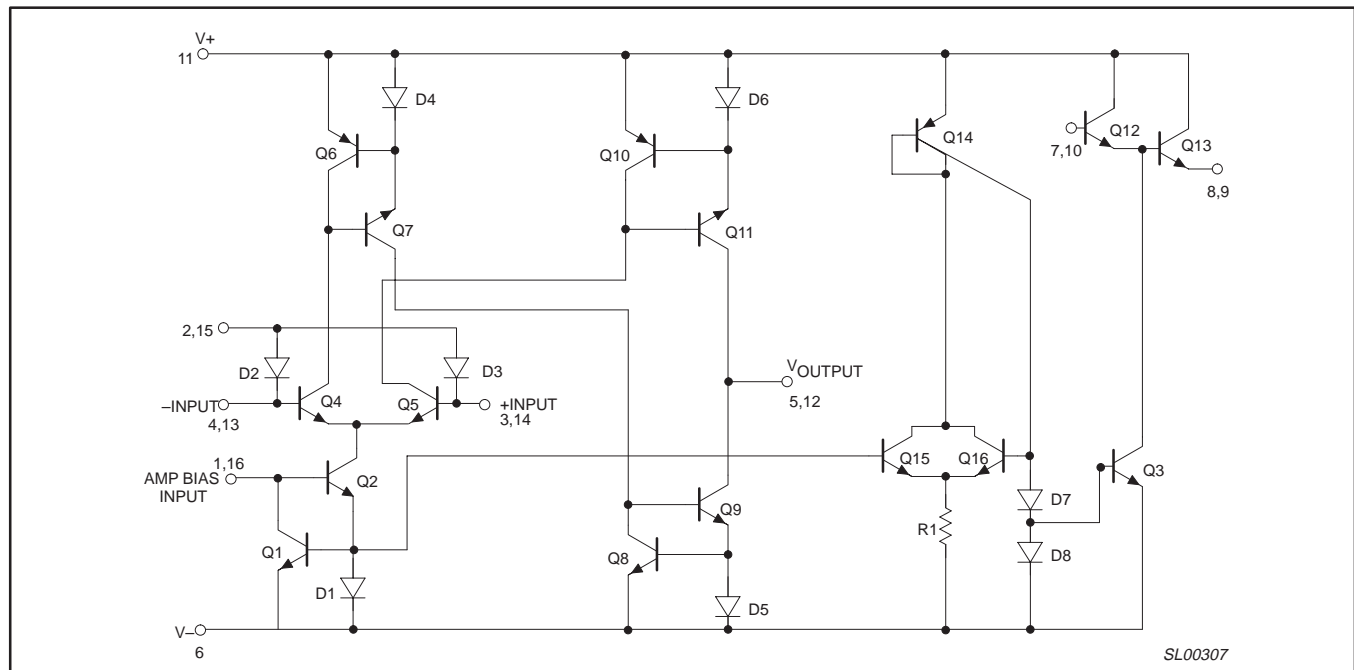 V+
11
D4
D6
Q6
Q10
Q14
Q12
Q13
7,10
8,9
Q7
Q11
2,15
D2
D3
VOUTPUT
5,12
–INPUT
4,13
Q4
Q5
+INPUT
3,14
1,16
AMP BIAS
INPUT
Q2
Q15
Q16
Q3
D7
Q9
R1
D8
Q1
Q8
D1
D5
V–
6
SL00307